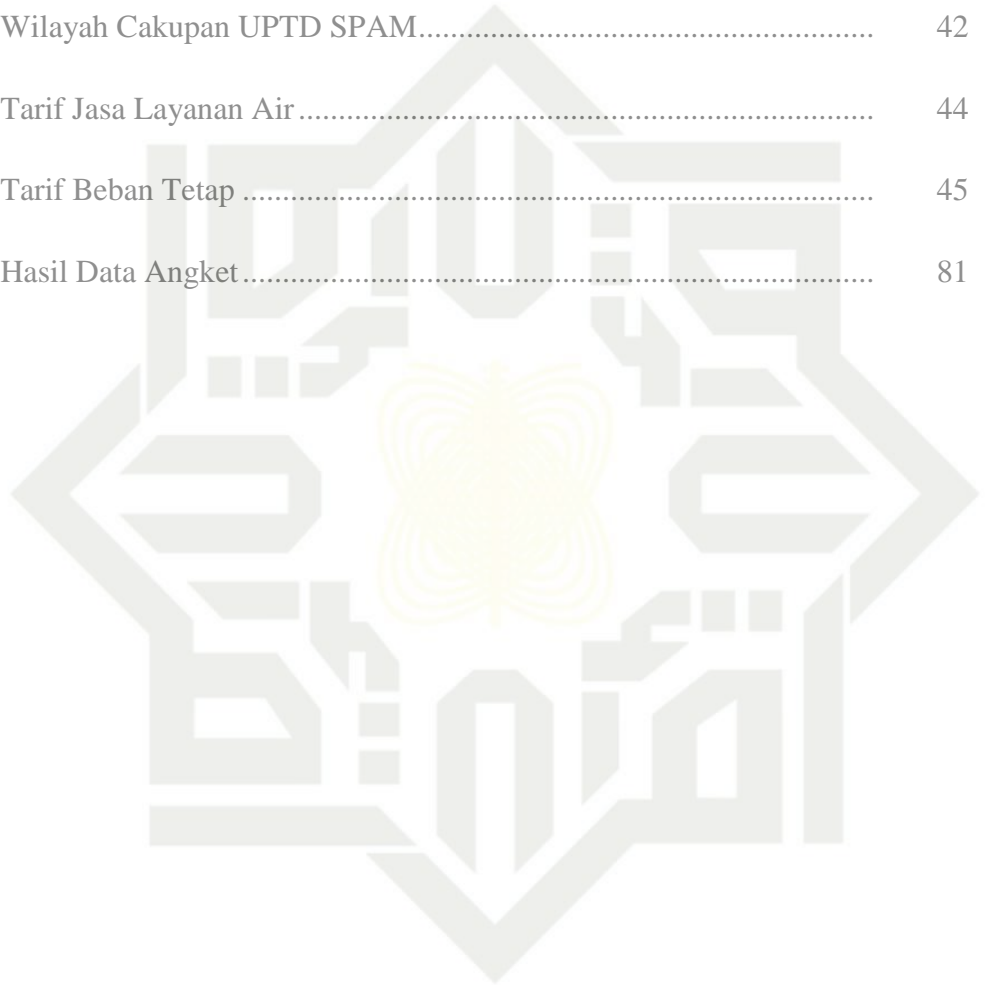 Wilayah Cakupan UPTD SPAM.......................................................... 42
Tarif Jasa Layanan Air........................................................................ 44
Tarif Beban Tetap............................................................................... 45
Hasil Data Angket............................................................................... 81